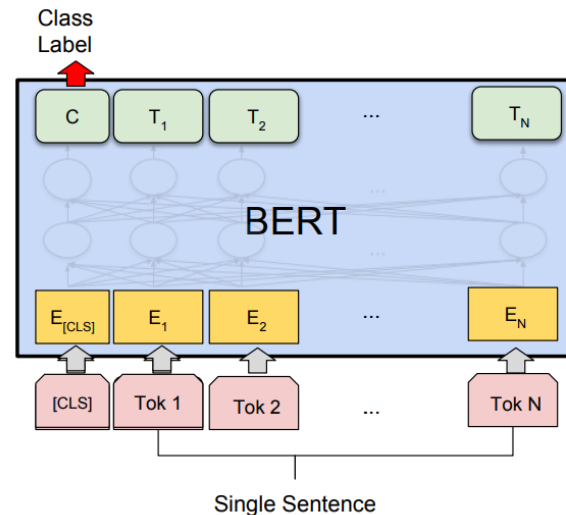 Class
Label
C T1 T2 ... TN
...
BERT
...
E[CLS] E1 E2 ... EN
[CLS] Tok 1 Tok 2 ... Tok N
Single Sentence